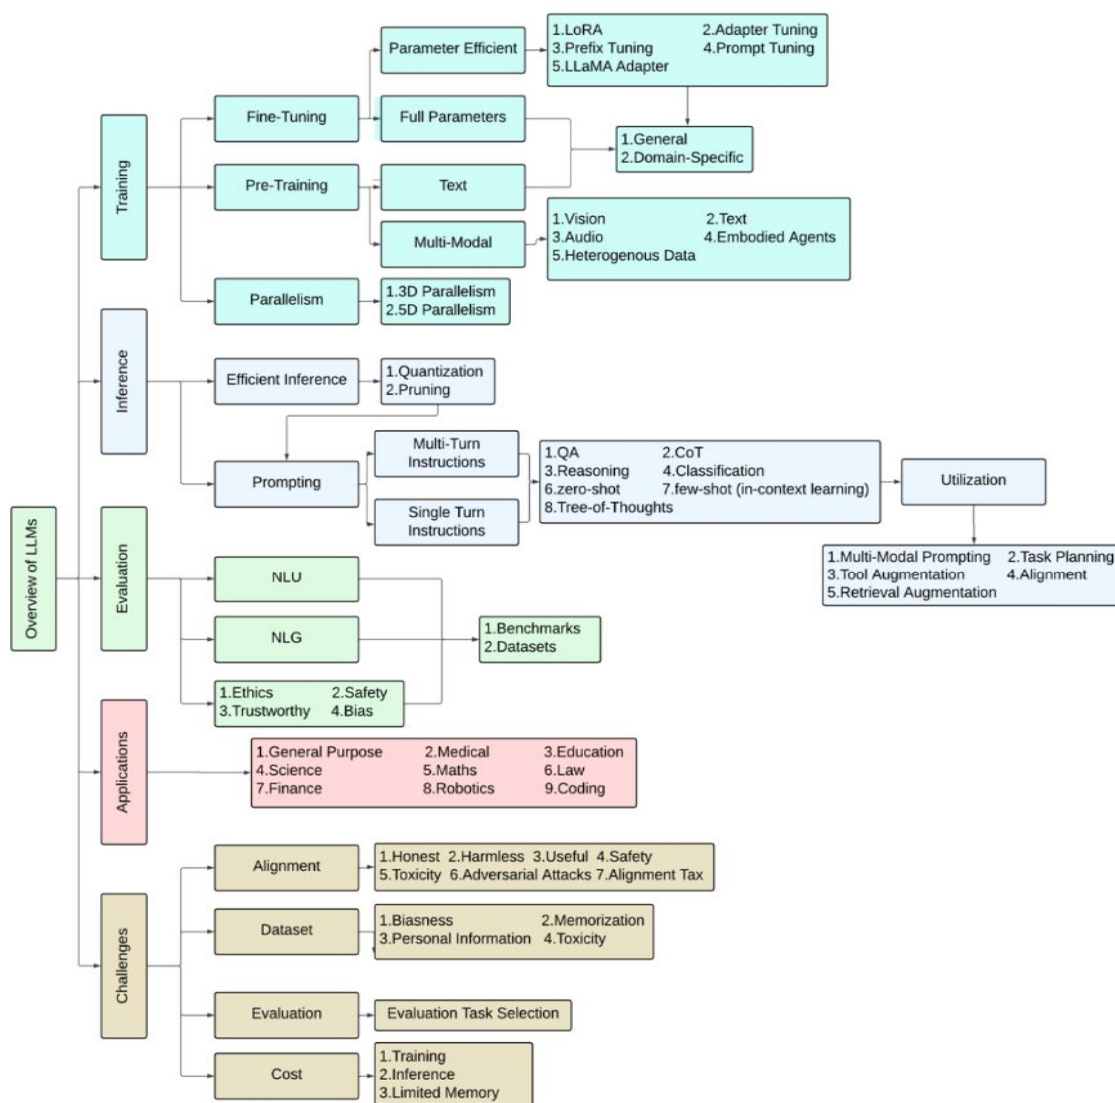 Overview of LLMs
Training
Fine-Tuning
Parameter Efficient
1.LoRA 2.Adapter Tuning
3.Prefix Tuning 4.Prompt Tuning
5.LLaMA Adapter
Full Parameters
1.General
2.Domain-Specific
Pre-Training
Text
Multi-Modal
1.Vision 2.Text
3.Audio 4.Embodied Agents
5.Heterogenous Data
Parallelism
1.3D Parallelism
2.5D Parallelism
Inference
Efficient Inference
1.Quantization
2.Pruning
Prompting
Multi-Turn
Instructions
Single Turn
Instructions
1.QA 2.CoT
3.Reasoning 4.Classification
6.zero-shot 7.few-shot (in-context learning)
8.Tree-of-Thoughts
Utilization
1.Multi-Modal Prompting 2.Task Planning
3.Tool Augmentation 4.Alignment
5.Retrieval Augmentation
Evaluation
NLU
NLG
1.Ethics 2.Safety
3.Trustworthy 4.Bias
1.Benchmarks
2.Datasets
Applications
1.General Purpose 2.Medical 3.Education
4.Science 5.Maths 6.Law
7.Finance 8.Robotics 9.Coding
Challenges
Alignment
1.Honest 2.Harmless 3.Useful 4.Safety
5.Toxicity 6.Adversarial Attacks 7.Alignment Tax
Dataset
1.Biasness 2.Memorization
3.Personal Information 4.Toxicity
Evaluation
Evaluation Task Selection
Cost
1.Training
2.Inference
3.Limited Memory